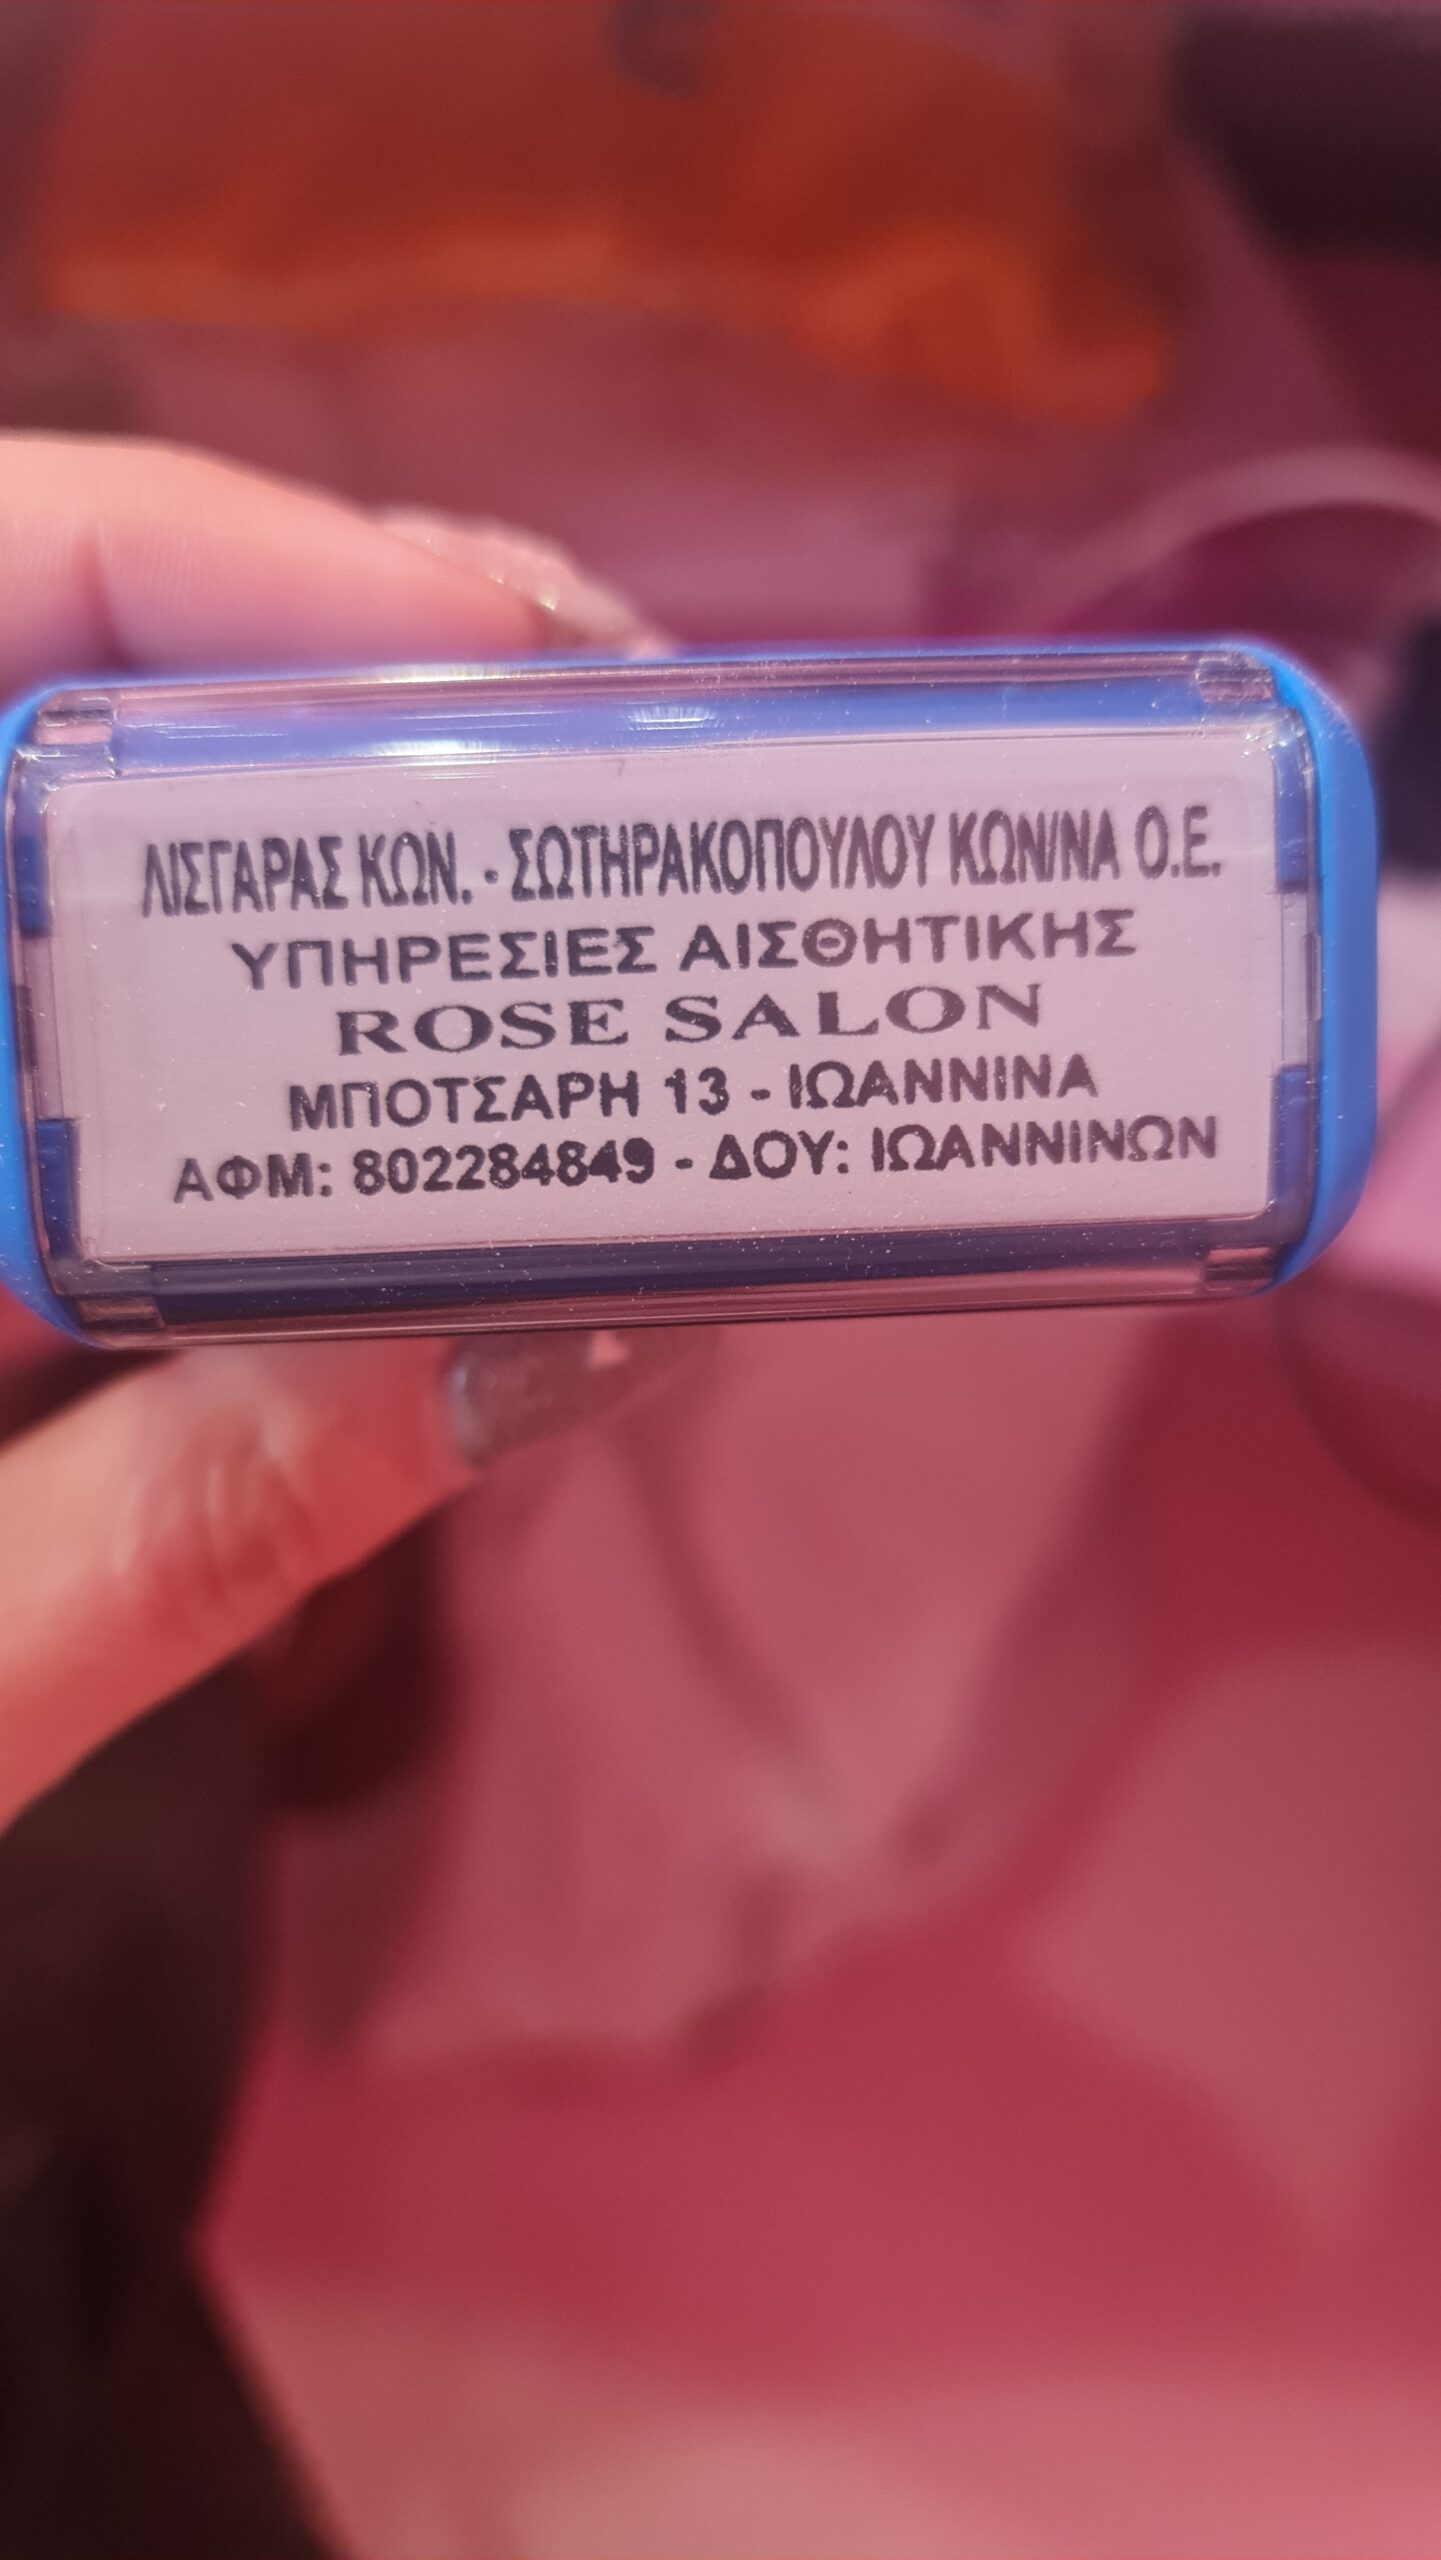 ΛΙΣΓΑΡΑΣ ΚΩΝ. - ΣΩΤΗΡΑΚΟΠΟΥΛΟΥ ΚΩΝ/ΝΑ Ο.Ε.
ΥΠΗΡΕΣΙΕΣ ΑΙΣΘΗΤΙΚΗΣ
ROSE SALON
ΜΠΟΤΣΑΡΗ 13 - ΙΩΑΝΝΙΝΑ
ΑΦΜ: 802284849 - ΔΟΥ: ΙΩΑΝΝΙΝΩΝ